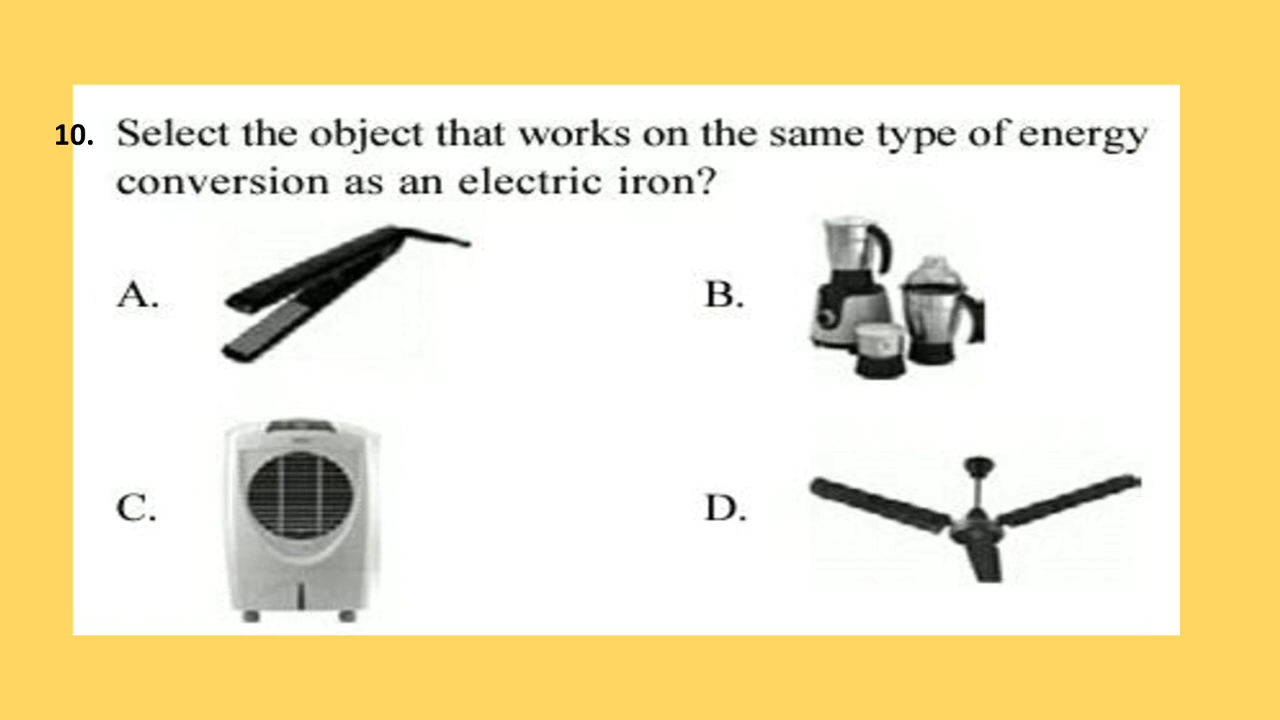 10. Select the object that works on the same type of energy
conversion as an electric iron?
A.
B.
C.
D.